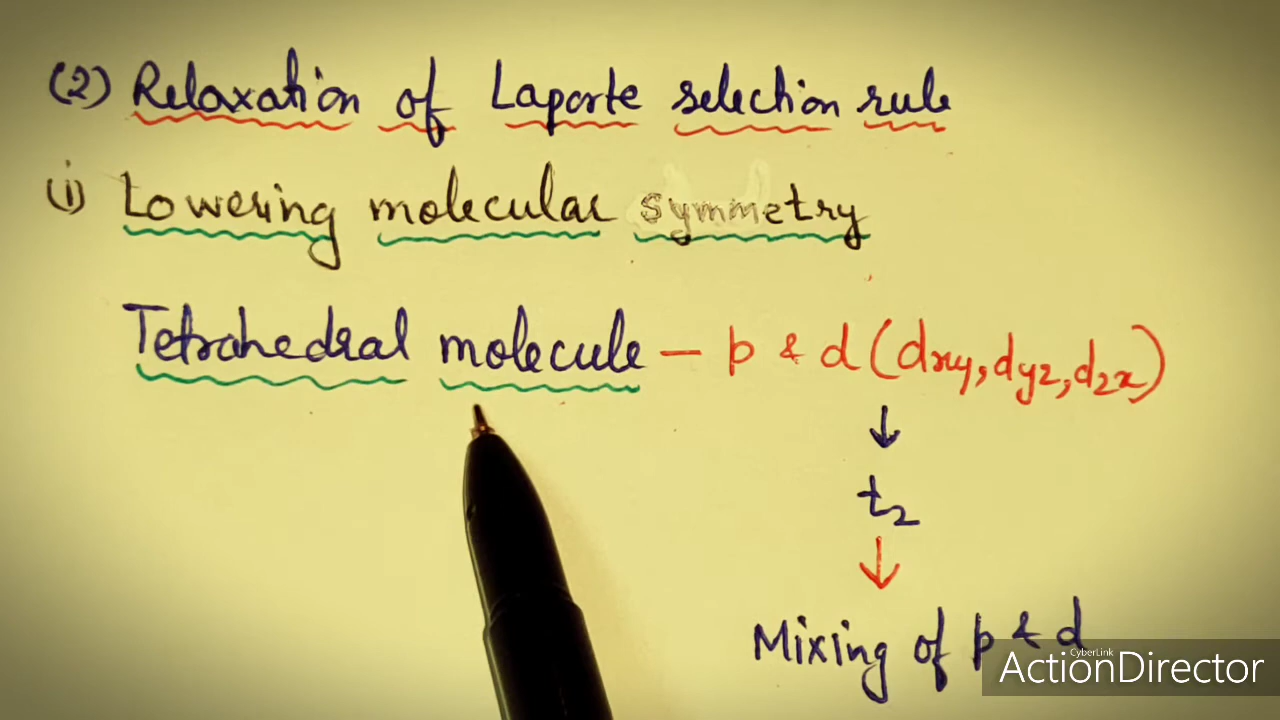 (2) Relaxation of Laporte selection rule
(i) Lowering molecular symmetry
Tetrahedral molecule – p & d (dxy, dyz, dzx)
↓
t2
↓
Mixing of p & d
CyberLink
ActionDirector